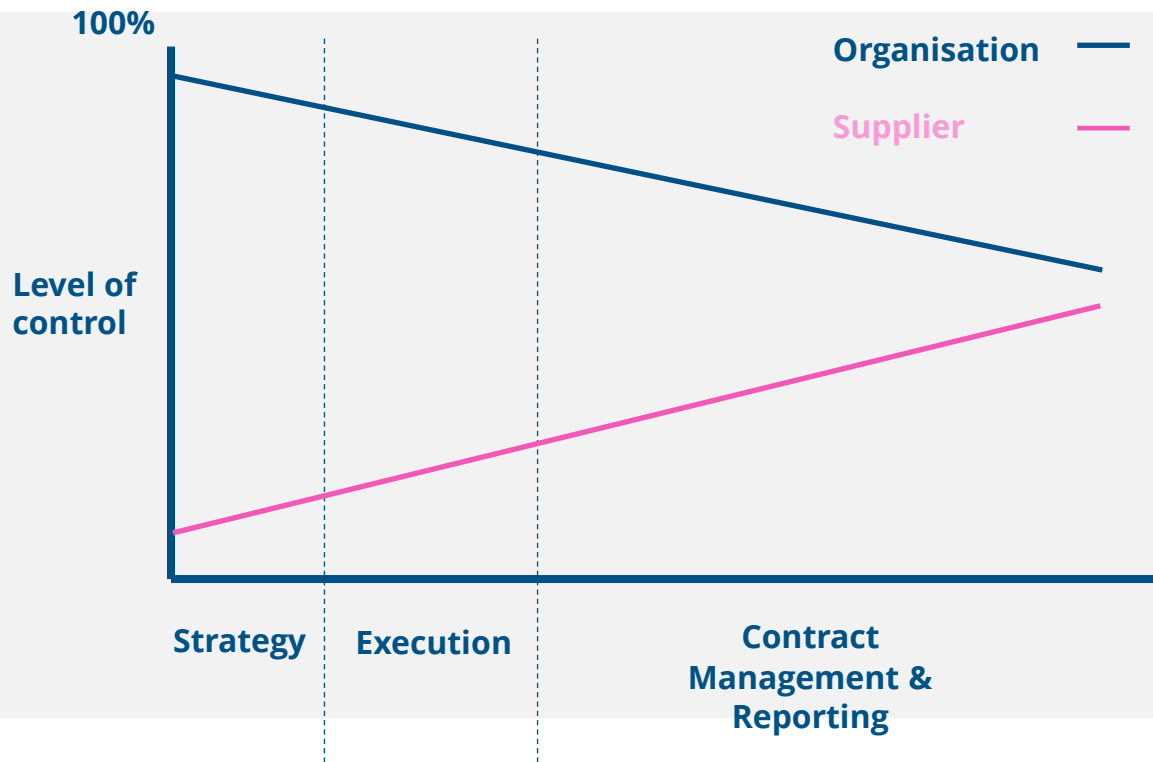 100%
Organisation
Supplier
Level of
control
Strategy
Execution
Contract
Management &
Reporting